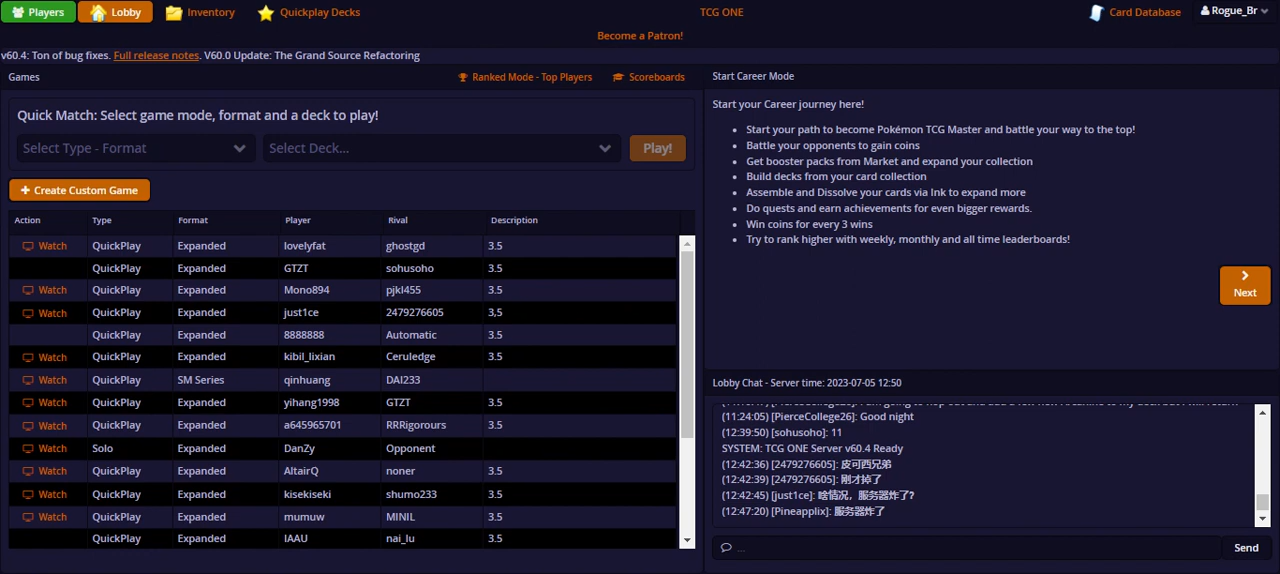 Players Lobby Inventory Quickplay Decks TCG ONE Card Database Rogue_Br
Become a Patron!
v60.4: Ton of bug fixes. Full release notes. V60.0 Update: The Grand Source Refactoring
Games Ranked Mode - Top Players Scoreboards
Quick Match: Select game mode, format and a deck to play!
Select Type - Format Select Deck... Play!
+ Create Custom Game
Action Type Format Player Rival Description
Watch QuickPlay Expanded lovelyfat ghostgd 3.5
QuickPlay Expanded GTZT sohusoho 3.5
Watch QuickPlay Expanded Mono894 pjkl455 3.5
Watch QuickPlay Expanded just1ce 2479276605 3,5
QuickPlay Expanded 8888888 Automatic 3.5
Watch QuickPlay Expanded kibil_lixian Ceruledge 3.5
Watch QuickPlay SM Series qinhuang DAI233
Watch QuickPlay Expanded yihang1998 GTZT 3.5
Watch QuickPlay Expanded a645965701 RRRigorours 3.5
Watch Solo Expanded DanZy Opponent
Watch QuickPlay Expanded AltairQ noner 3.5
Watch QuickPlay Expanded kisekiseki shumo233 3.5
Watch QuickPlay Expanded mumuw MINIL 3.5
QuickPlay Expanded IAAU nai_lu 3.5
Start Career Mode
Start your Career journey here!
• Start your path to become Pokémon TCG Master and battle your way to the top!
• Battle your opponents to gain coins
• Get booster packs from Market and expand your collection
• Build decks from your card collection
• Assemble and Dissolve your cards via Ink to expand more
• Do quests and earn achievements for even bigger rewards.
• Win coins for every 3 wins
• Try to rank higher with weekly, monthly and all time leaderboards!
Next
Lobby Chat - Server time: 2023-07-05 12:50
(11:24:05) [PierceCollege26]: Good night
(12:39:50) [sohusoho]: 11
SYSTEM: TCG ONE Server v60.4 Ready
(12:42:36) [2479276605]: 皮可西兄弟
(12:42:39) [2479276605]: 刚才掉了
(12:42:45) [just1ce]: 啥情况，服务器炸了?
(12:47:20) [Pineapplix]: 服务器炸了
... Send